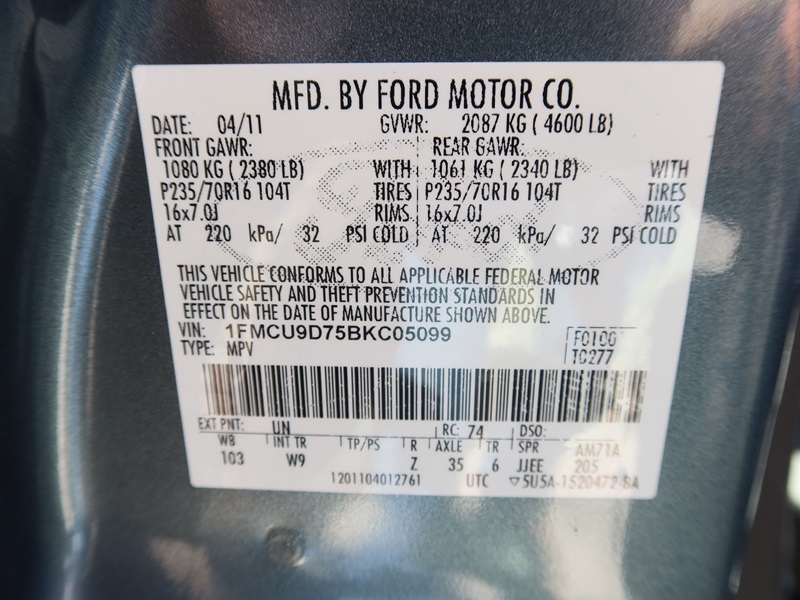 MFD. BY FORD MOTOR CO.
DATE: 04/11 GVWR: 2087 KG ( 4600 LB)
FRONT GAWR: REAR GAWR:
1080 KG ( 2380 LB) WITH 1061 KG ( 2340 LB) WITH
P235/70R16 104T TIRES P235/70R16 104T TIRES
16x7.0J RIMS 16x7.0J RIMS
AT 220 kPa/ 32 PSI COLD AT 220 kPa/ 32 PSI COLD
THIS VEHICLE CONFORMS TO ALL APPLICABLE FEDERAL MOTOR
VEHICLE SAFETY AND THEFT PREVENTION STANDARDS IN
EFFECT ON THE DATE OF MANUFACTURE SHOWN ABOVE.
VIN: 1FMCU9D75BKC05099
TYPE: MPV
F0100
T0277
EXT PNT: UN RC: 74 DSO:
WB INT TR TP/PS R AXLE TR SPR AM71A
103 W9 Z 35 6 JJEE 205
1201104012761 UTC ▽5U5A-1520472-BA